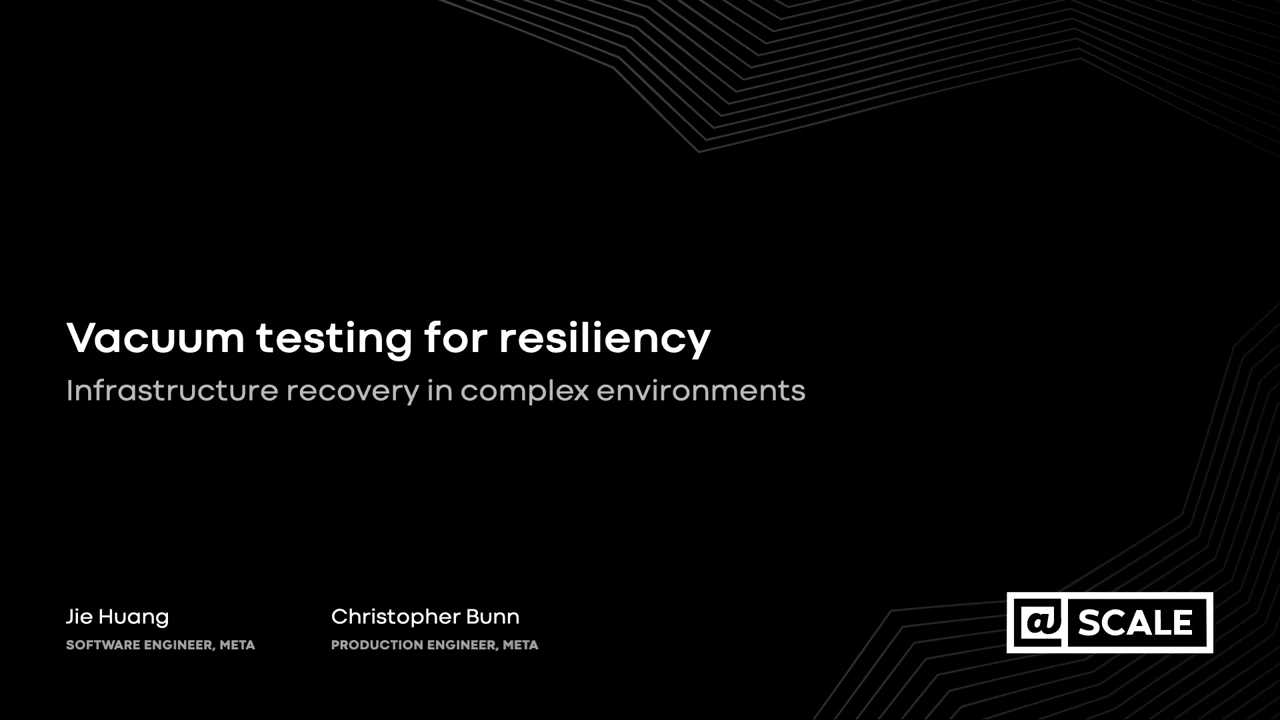 Vacuum testing for resiliency
Infrastructure recovery in complex environments
Jie Huang
SOFTWARE ENGINEER, META
Christopher Bunn
PRODUCTION ENGINEER, META
@SCALE